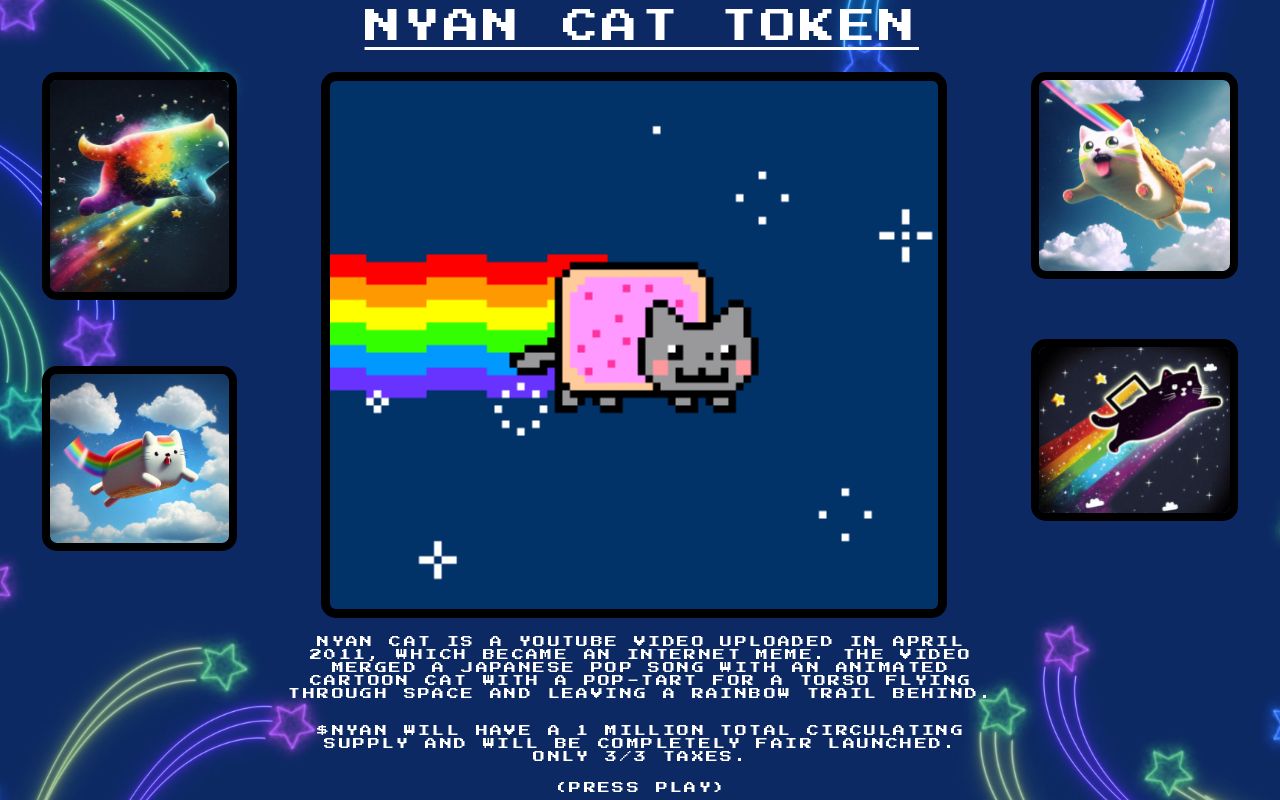 NYAN CAT TOKEN
NYAN CAT IS A YOUTUBE VIDEO UPLOADED IN APRIL
2011, WHICH BECAME AN INTERNET MEME. THE VIDEO
MERGED A JAPANESE POP SONG WITH AN ANIMATED
CARTOON CAT WITH A POP-TART FOR A TORSO FLYING
THROUGH SPACE AND LEAVING A RAINBOW TRAIL BEHIND.
$NYAN WILL HAVE A 1 MILLION TOTAL CIRCULATING
SUPPLY AND WILL BE COMPLETELY FAIR LAUNCHED.
ONLY 3/3 TAXES.
(PRESS PLAY)